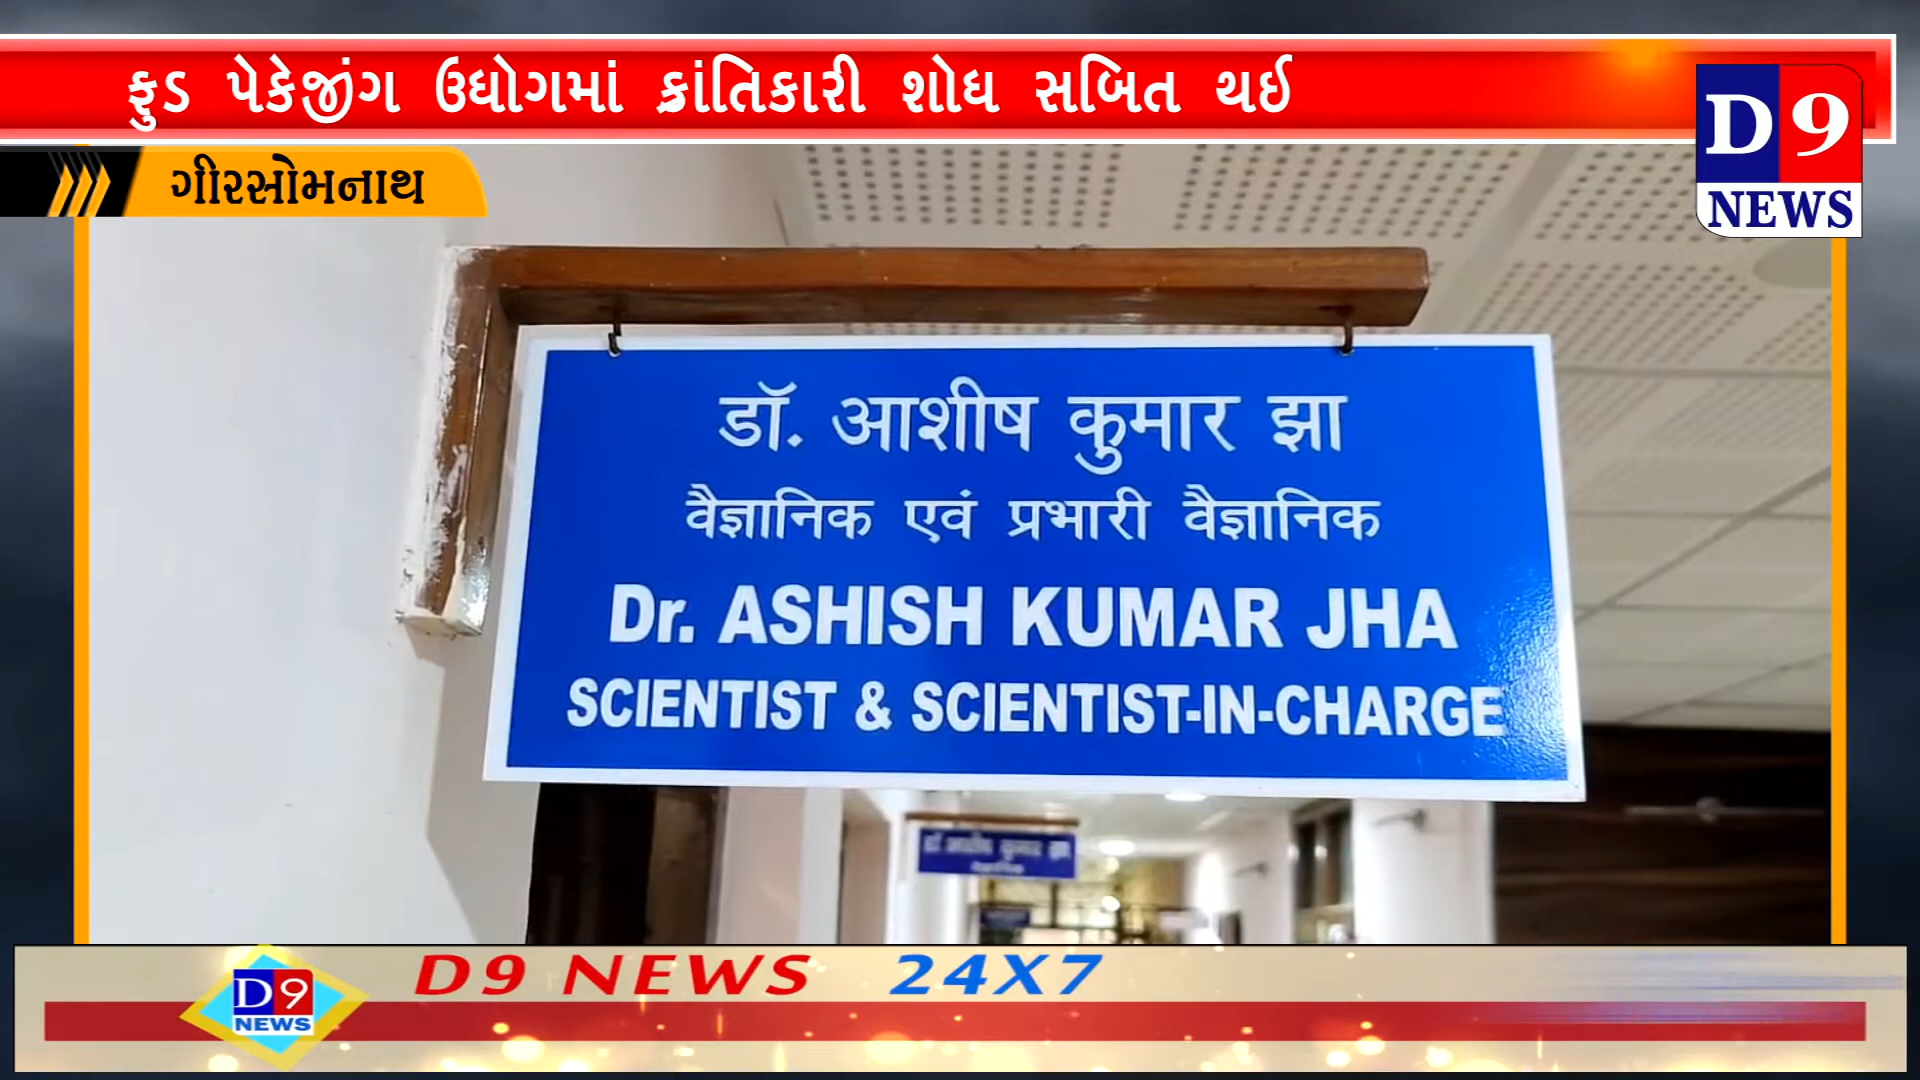 ફુડ પેકેજીંગ ઉધોગમાં ક્રાંતિકારી શોધ સબિત થઈ
D9
NEWS
ગીરસોમનાથ
डॉ. आशीष कुमार झा
वैज्ञानिक एवं प्रभारी वैज्ञानिक
Dr. ASHISH KUMAR JHA
SCIENTIST & SCIENTIST-IN-CHARGE
D9 NEWS 24X7
D9
NEWS